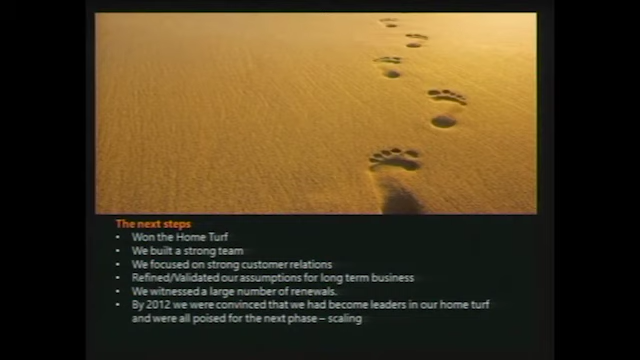 The next steps
• Won the Home Turf
• We built a strong team
• We focused on strong customer relations
• Refined/Validated our assumptions for long term business
• We witnessed a large number of renewals.
• By 2012 we were convinced that we had become leaders in our home turf
and were all poised for the next phase – scaling